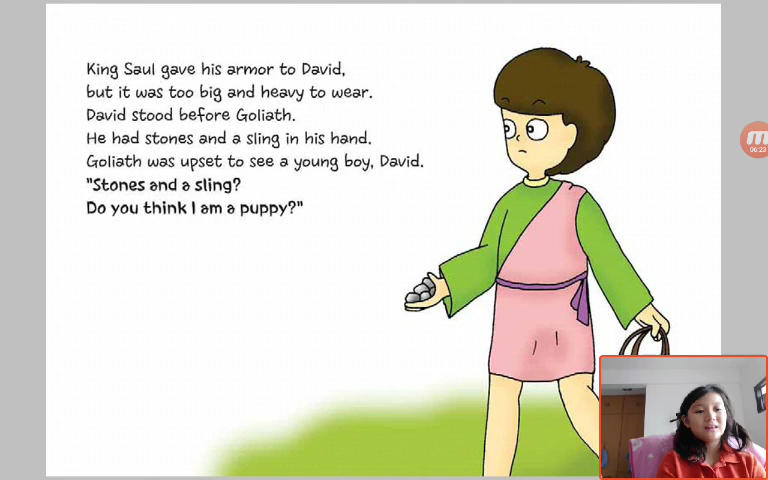 King Saul gave his armor to David,
but it was too big and heavy to wear.
David stood before Goliath.
He had stones and a sling in his hand.
Goliath was upset to see a young boy, David.
"Stones and a sling?
Do you think I am a puppy?"
06:23